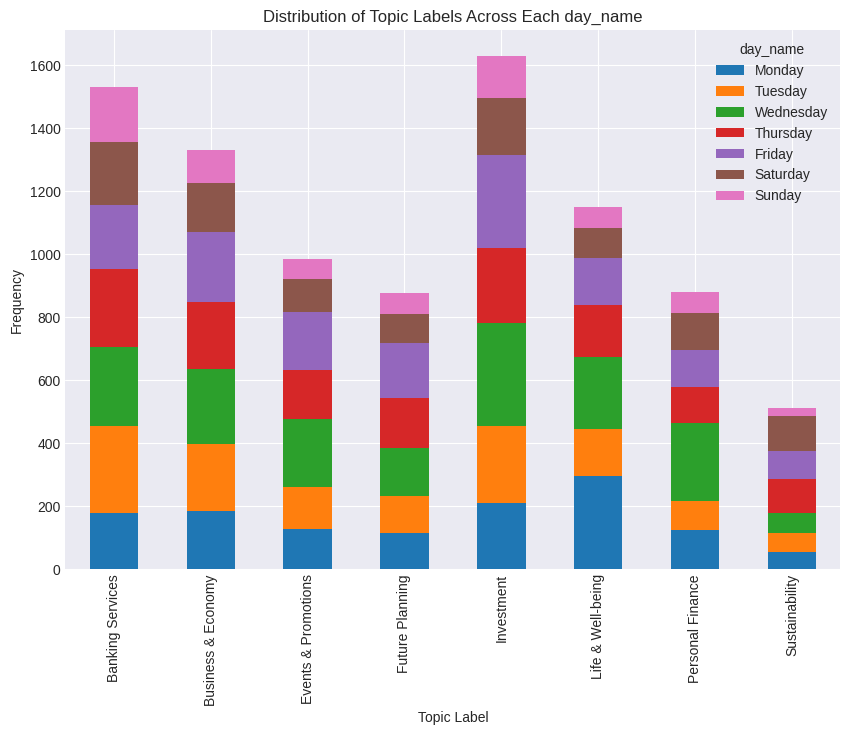 Distribution of Topic Labels Across Each day_name
day_name
Monday
Tuesday
Wednesday
Thursday
Friday
Saturday
Sunday
Frequency
1600
1400
1200
1000
800
600
400
200
0
Banking Services
Business & Economy
Events & Promotions
Future Planning
Investment
Life & Well-being
Personal Finance
Sustainability
Topic Label